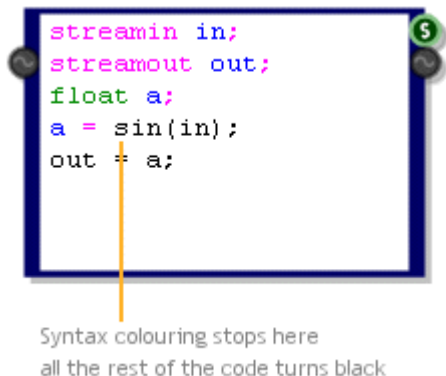 streamin in;
streamout out;
float a;
a = sin(in);
out = a;
S
Syntax colouring stops here
all the rest of the code turns black